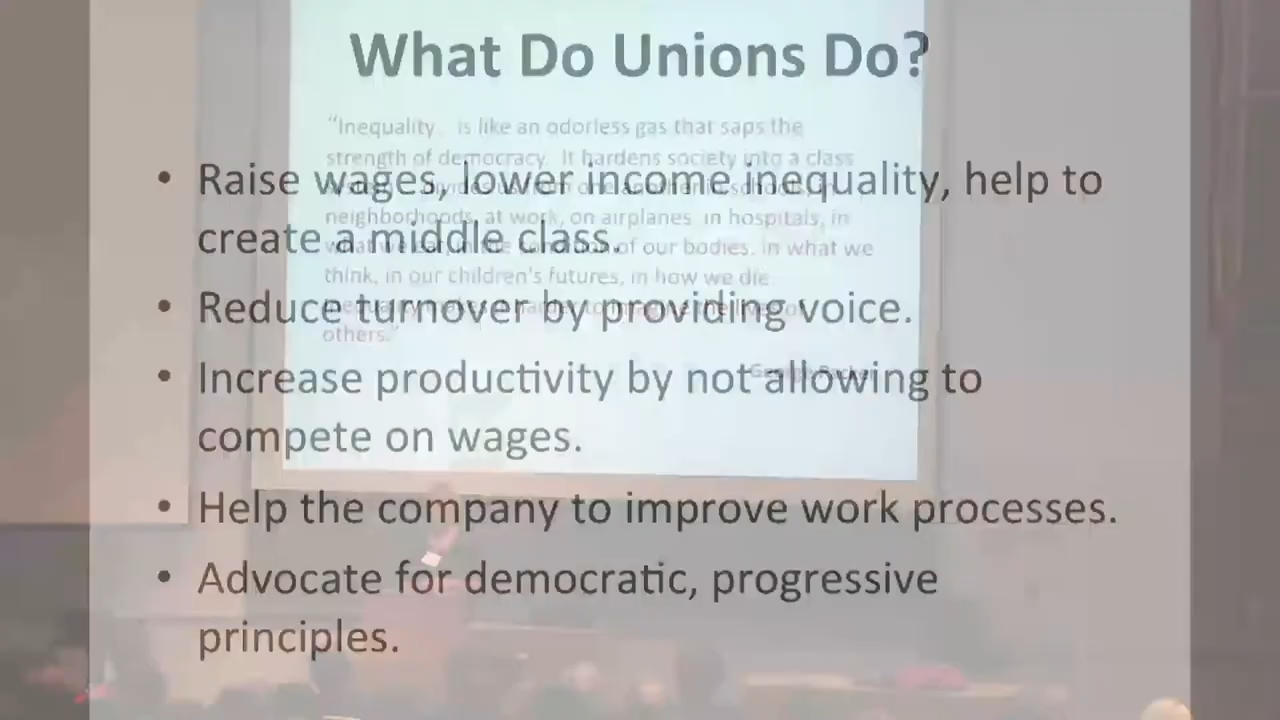 What Do Unions Do?
• Raise wages, lower income inequality, help to
create a middle class.
• Reduce turnover by providing voice.
• Increase productivity by not allowing to
compete on wages.
• Help the company to improve work processes.
• Advocate for democratic, progressive
principles.
"Inequality is like an odorless gas that saps the
strength of democracy. It hardens society into a class
neighborhoods, at work, on airplanes, in hospitals, in
of our bodies, in what we
think, in our children's futures, in how we die.
others."